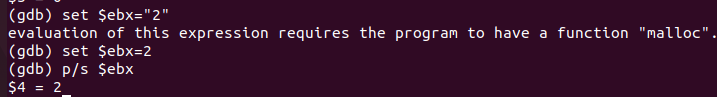 (gdb) set $ebx="2"
evaluation of this expression requires the program to have a function "malloc".
(gdb) set $ebx=2
(gdb) p/s $ebx
$4 = 2